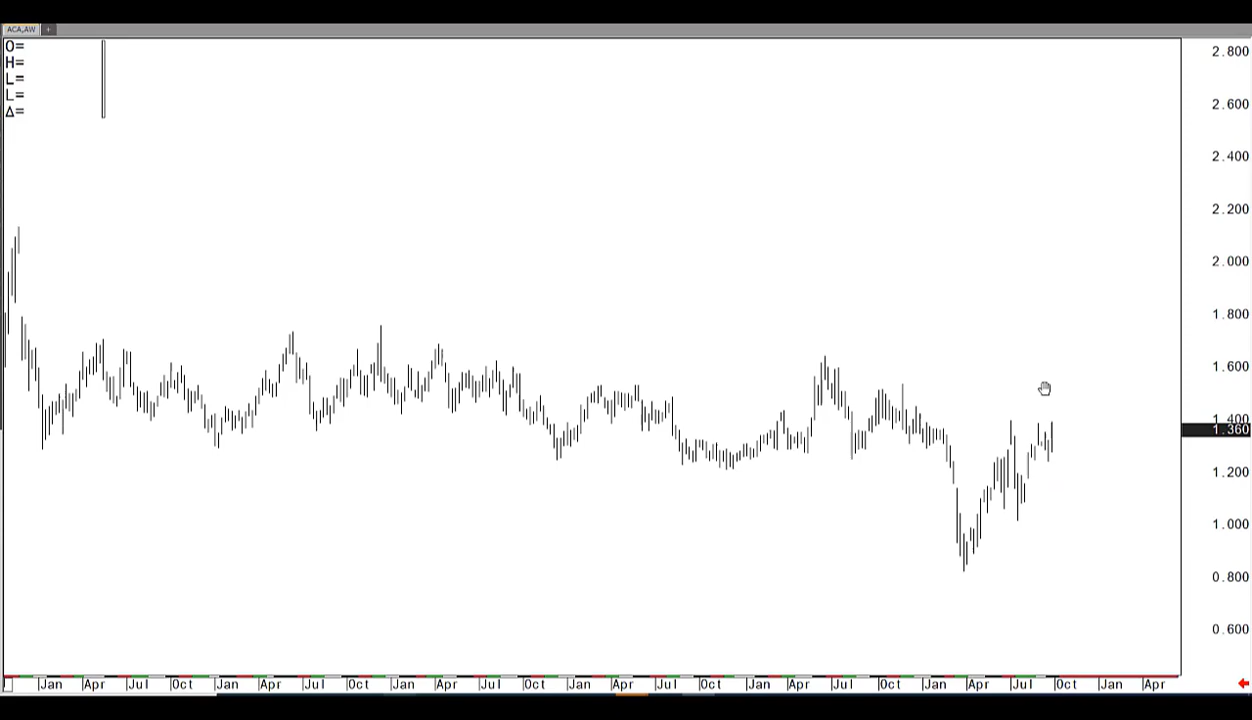 ACA,AW +
O=
H=
L=
L=
Δ=
2.800
2.600
2.400
2.200
2.000
1.800
1.600
1.400
1.360
1.200
1.000
0.800
0.600
Jan Apr Jul Oct Jan Apr Jul Oct Jan Apr Jul Oct Jan Apr Jul Oct Jan Apr Jul Oct Jan Apr Jul Oct Jan Apr